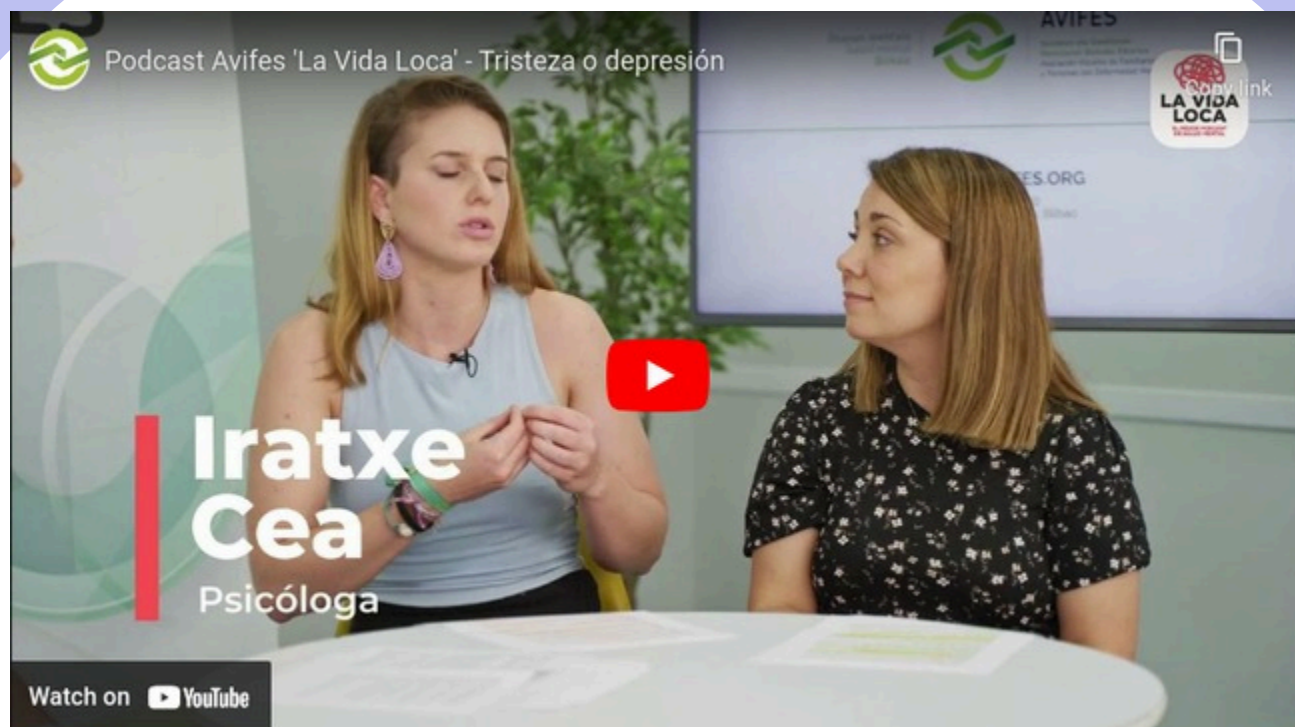 Podcast Avifes 'La Vida Loca' - Tristeza o depresión
AVIFES
Copy link
LA VIDA
LOCA
ES.ORG
Bilbao
Iratxe
Cea
Psicóloga
Watch on YouTube